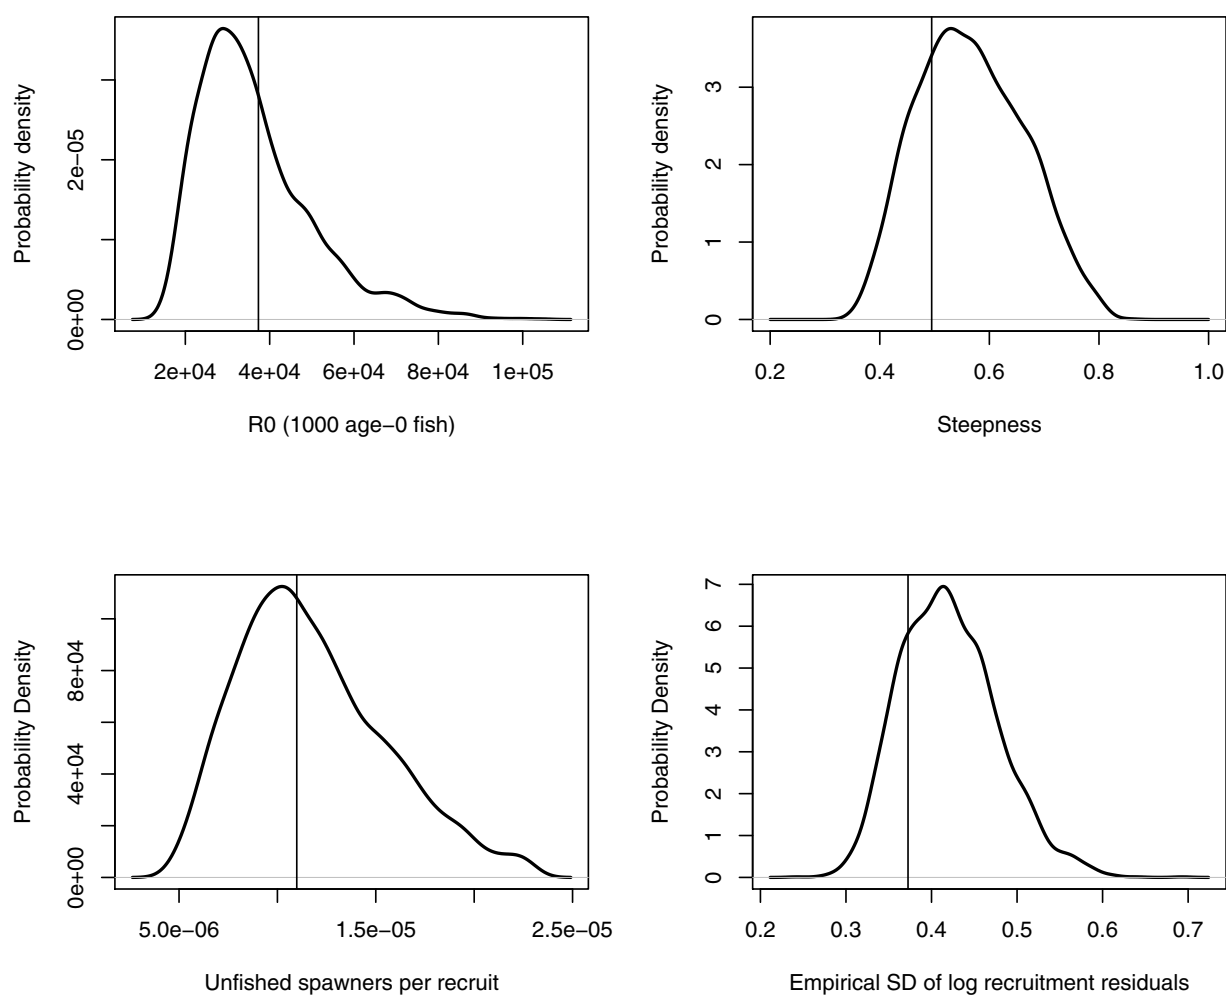 Probability density
0e+00
2e−05
2e+04 4e+04 6e+04 8e+04 1e+05
R0 (1000 age−0 fish)
Probability density
0 1 2 3
0.2 0.4 0.6 0.8 1.0
Steepness
Probability Density
0e+00 4e+04 8e+04
5.0e−06 1.5e−05 2.5e−05
Unfished spawners per recruit
Probability Density
0 1 2 3 4 5 6 7
0.2 0.3 0.4 0.5 0.6 0.7
Empirical SD of log recruitment residuals